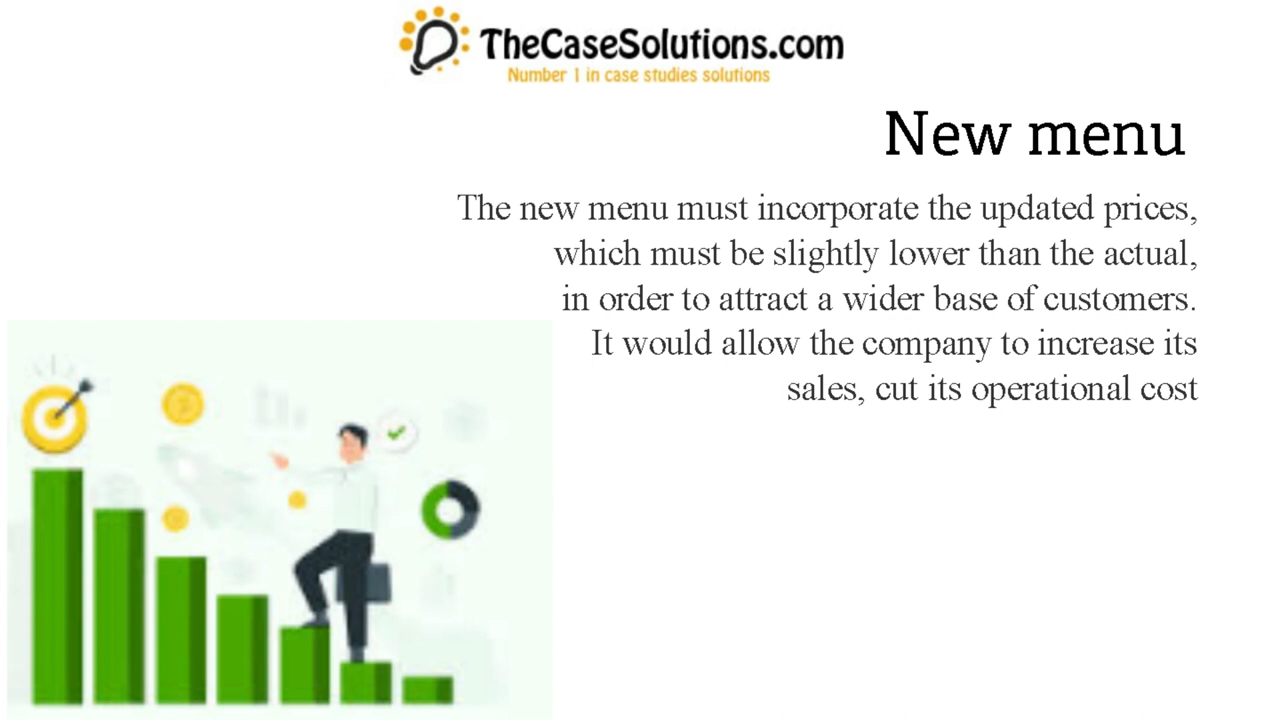 TheCaseSolutions.com
Number 1 in case studies solutions
New menu
The new menu must incorporate the updated prices,
which must be slightly lower than the actual,
in order to attract a wider base of customers.
It would allow the company to increase its
sales, cut its operational cost